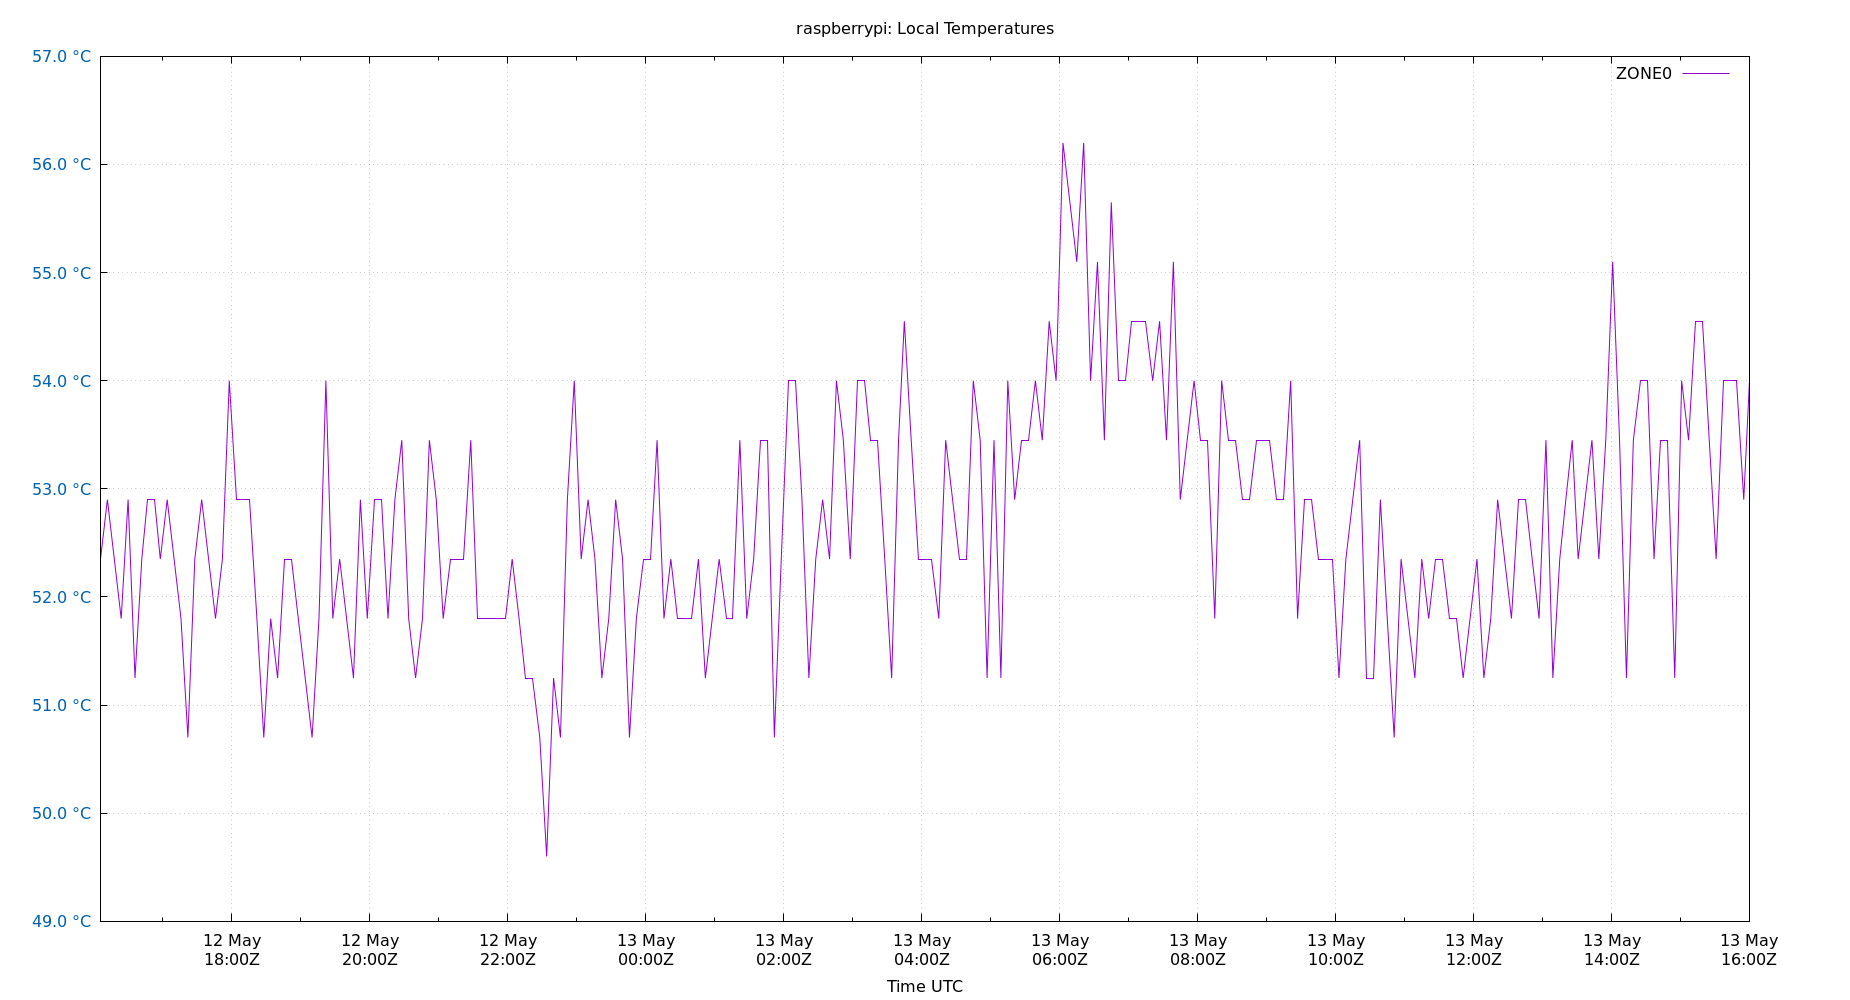 raspberrypi: Local Temperatures
57.0 °C
ZONE0
56.0 °C
55.0 °C
54.0 °C
53.0 °C
52.0 °C
51.0 °C
50.0 °C
49.0 °C
12 May 12 May 12 May 13 May 13 May 13 May 13 May 13 May 13 May 13 May 13 May 13 May
18:00Z 20:00Z 22:00Z 00:00Z 02:00Z 04:00Z 06:00Z 08:00Z 10:00Z 12:00Z 14:00Z 16:00Z
Time UTC